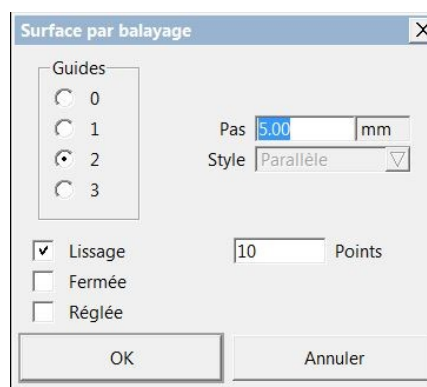 Surface par balayage
Guides
0
1
2
3
Pas 5.00 mm
Style Parallèle
Lissage 10 Points
Fermée
Réglée
OK Annuler